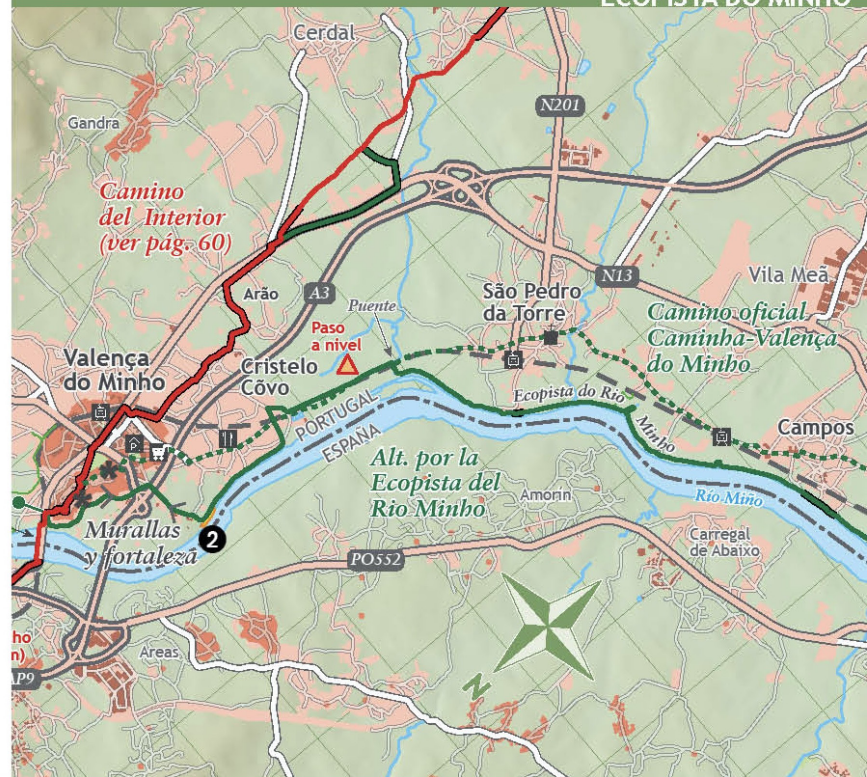 ECOPISTA DO MINHO
Cerdal
N201
Gandra
Camino
del Interior
(ver pág. 60)
N13
Vila Meã
A3
Arão
São Pedro
da Torre
Puente
Paso
a nivel
Camino oficial
Caminha-Valença
do Minho
Valença
do Minho
Cristelo
Côvo
PORTUGAL
ESPAÑA
Ecopista do Rio
Minho
Campos
Alt. por la
Ecopista del
Rio Minho
Amorin
Río Miño
Murallas
y fortaleza
2
Carregal
de Abaixo
PO552
Areas
N
AP9